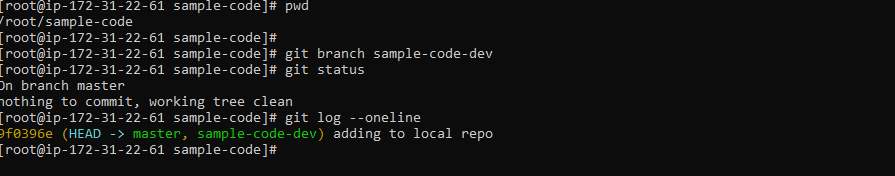 [root@ip-172-31-22-61 sample-code]# pwd
/root/sample-code
[root@ip-172-31-22-61 sample-code]#
[root@ip-172-31-22-61 sample-code]# git branch sample-code-dev
[root@ip-172-31-22-61 sample-code]# git status
On branch master
nothing to commit, working tree clean
[root@ip-172-31-22-61 sample-code]# git log --oneline
9f0396e (HEAD -> master, sample-code-dev) adding to local repo
[root@ip-172-31-22-61 sample-code]#